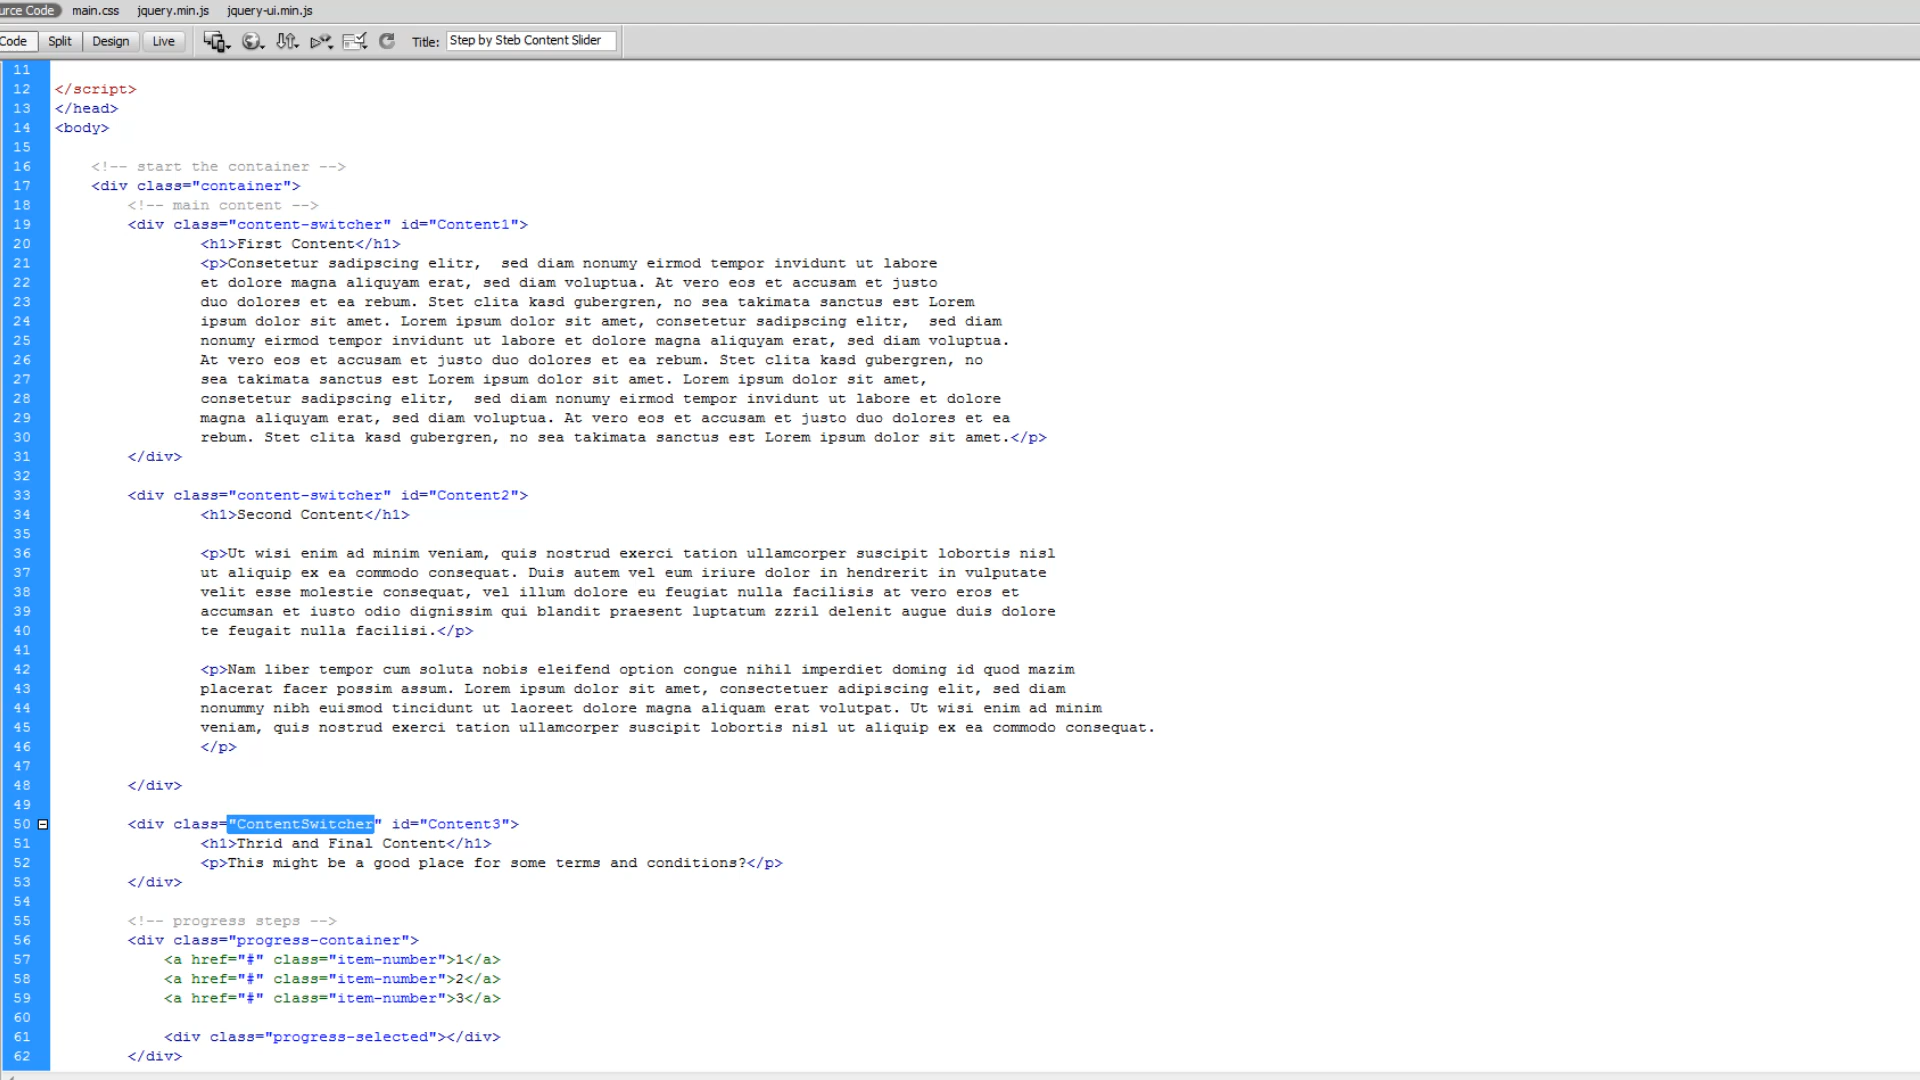 urce Code main.css jquery.min.js jquery-ui.min.js
Code Split Design Live Title: Step by Steb Content Slider
11
12 </script>
13 </head>
14 <body>
15
16 <!-- start the container -->
17 <div class="container">
18 <!-- main content -->
19 <div class="content-switcher" id="Content1">
20 <h1>First Content</h1>
21 <p>Consetetur sadipscing elitr,  sed diam nonumy eirmod tempor invidunt ut labore
22 et dolore magna aliquyam erat, sed diam voluptua. At vero eos et accusam et justo
23 duo dolores et ea rebum. Stet clita kasd gubergren, no sea takimata sanctus est Lorem
24 ipsum dolor sit amet. Lorem ipsum dolor sit amet, consetetur sadipscing elitr,  sed diam
25 nonumy eirmod tempor invidunt ut labore et dolore magna aliquyam erat, sed diam voluptua.
26 At vero eos et accusam et justo duo dolores et ea rebum. Stet clita kasd gubergren, no
27 sea takimata sanctus est Lorem ipsum dolor sit amet. Lorem ipsum dolor sit amet,
28 consetetur sadipscing elitr,  sed diam nonumy eirmod tempor invidunt ut labore et dolore
29 magna aliquyam erat, sed diam voluptua. At vero eos et accusam et justo duo dolores et ea
30 rebum. Stet clita kasd gubergren, no sea takimata sanctus est Lorem ipsum dolor sit amet.</p>
31 </div>
32
33 <div class="content-switcher" id="Content2">
34 <h1>Second Content</h1>
35
36 <p>Ut wisi enim ad minim veniam, quis nostrud exerci tation ullamcorper suscipit lobortis nisl
37 ut aliquip ex ea commodo consequat. Duis autem vel eum iriure dolor in hendrerit in vulputate
38 velit esse molestie consequat, vel illum dolore eu feugiat nulla facilisis at vero eros et
39 accumsan et iusto odio dignissim qui blandit praesent luptatum zzril delenit augue duis dolore
40 te feugait nulla facilisi.</p>
41
42 <p>Nam liber tempor cum soluta nobis eleifend option congue nihil imperdiet doming id quod mazim
43 placerat facer possim assum. Lorem ipsum dolor sit amet, consectetuer adipiscing elit, sed diam
44 nonummy nibh euismod tincidunt ut laoreet dolore magna aliquam erat volutpat. Ut wisi enim ad minim
45 veniam, quis nostrud exerci tation ullamcorper suscipit lobortis nisl ut aliquip ex ea commodo consequat.
46 </p>
47
48 </div>
49
50 <div class="ContentSwitcher" id="Content3">
51 <h1>Thrid and Final Content</h1>
52 <p>This might be a good place for some terms and conditions?</p>
53 </div>
54
55 <!-- progress steps -->
56 <div class="progress-container">
57 <a href="#" class="item-number">1</a>
58 <a href="#" class="item-number">2</a>
59 <a href="#" class="item-number">3</a>
60
61 <div class="progress-selected"></div>
62 </div>